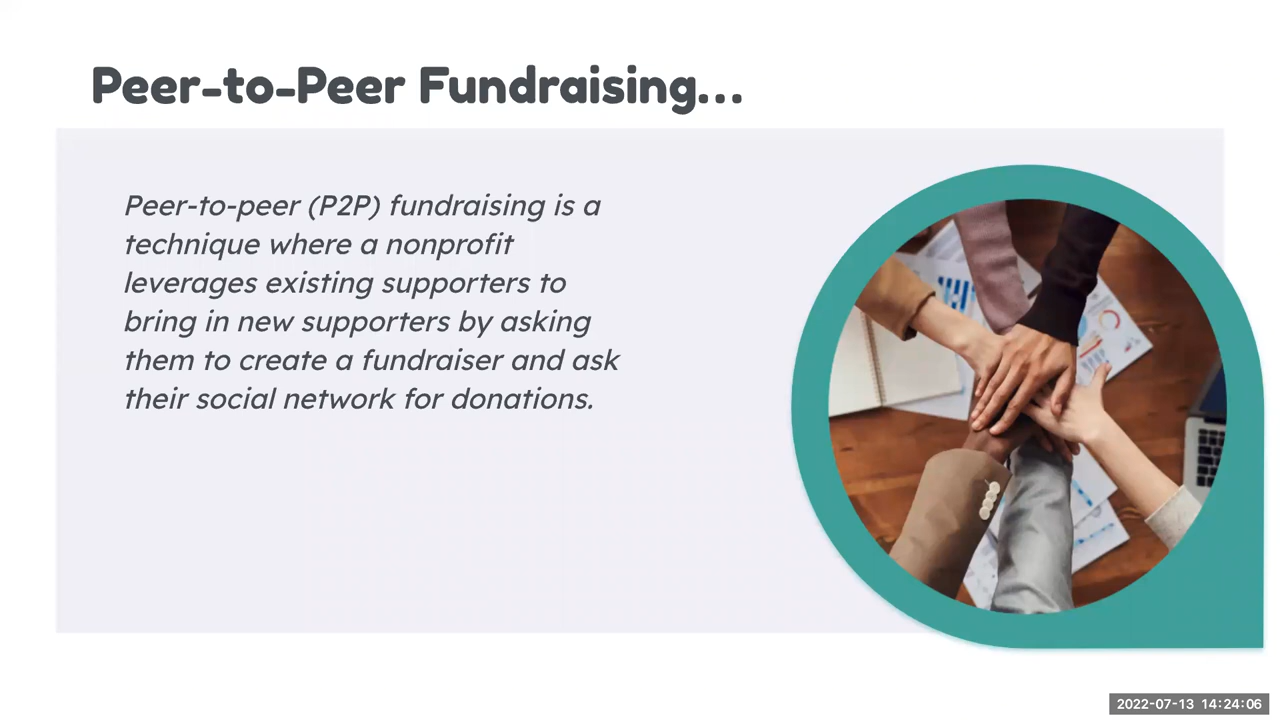 Peer-to-Peer Fundraising...
Peer-to-peer (P2P) fundraising is a
technique where a nonprofit
leverages existing supporters to
bring in new supporters by asking
them to create a fundraiser and ask
their social network for donations.
2022-07-13 14:24:06